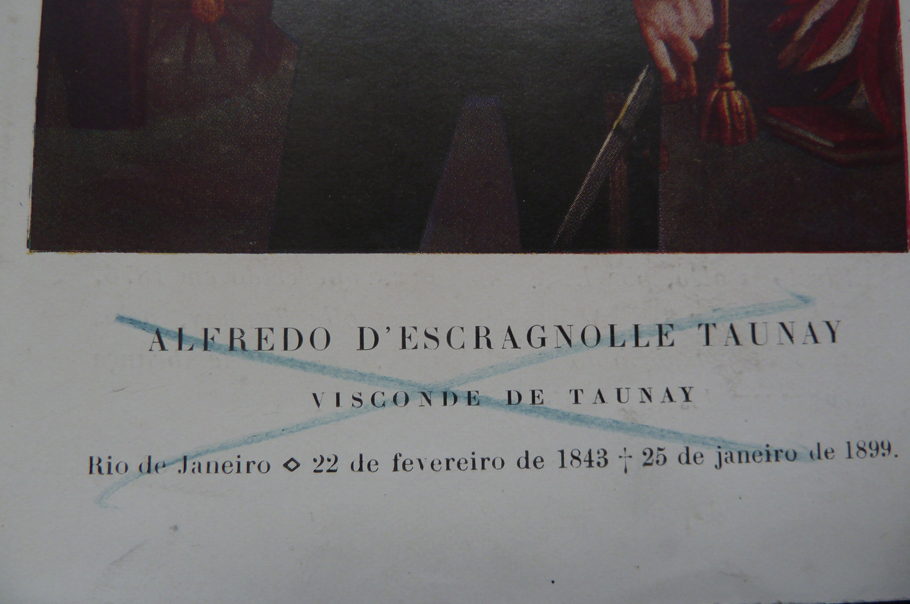 ALFREDO D'ESCRAGNOLLE TAUNAY
VISCONDE DE TAUNAY
Rio de Janeiro ◇ 22 de fevereiro de 1843 † 25 de janeiro de 1899.